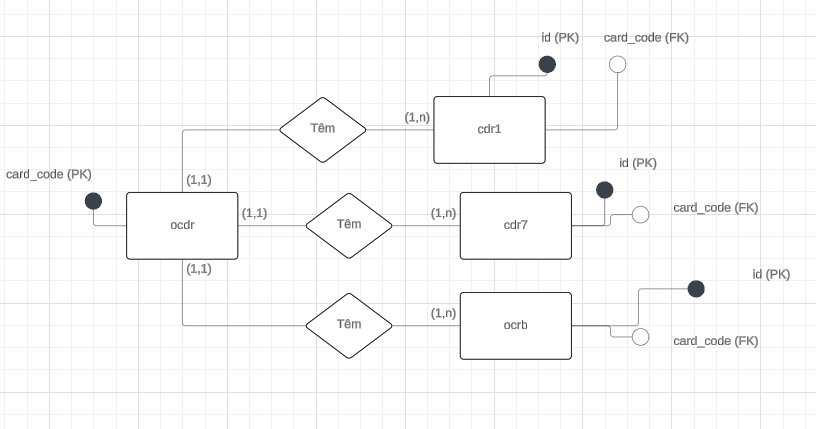 id (PK)
card_code (FK)
Têm
(1,n)
cdr1
card_code (PK)
(1,1)
id (PK)
ocdr
(1,1)
Têm
(1,n)
cdr7
card_code (FK)
(1,1)
id (PK)
Têm
(1,n)
ocrb
card_code (FK)